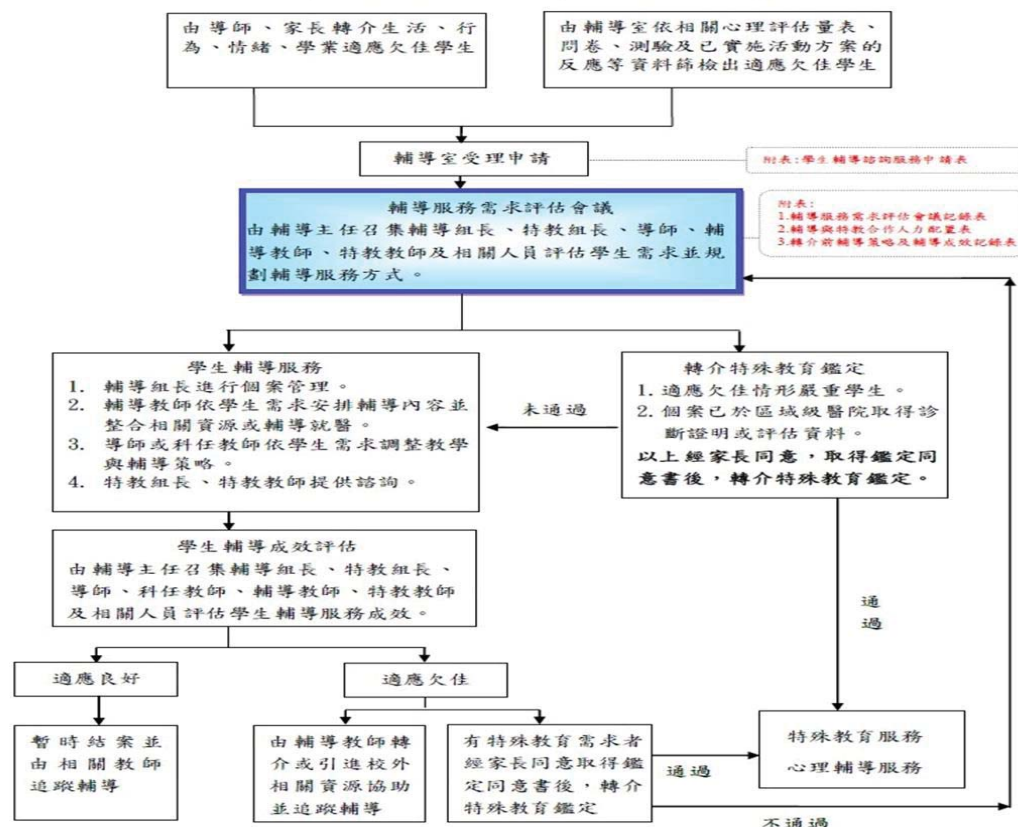 由導師、家長轉介生活、行
為、情緒、學業適應欠佳學生
由輔導室依相關心理評估量表、
問卷、測驗及已實施活動方案的
反應等資料篩檢出適應欠佳學生
輔導室受理申請
附表:學生輔導諮詢服務申請表
輔導服務需求評估會議
由輔導主任召集輔導組長、特教組長、導師、輔
導教師、特教教師及相關人員評估學生需求並規
劃輔導服務方式。
附表:
1.輔導服務需求評估會議記錄表
2.輔導與特教合作人力配置表
3.轉介前輔導策略及輔導成效記錄表
學生輔導服務
1. 輔導組長進行個案管理。
2. 輔導教師依學生需求安排輔導內容並
整合相關資源或輔導就醫。
3. 導師或科任教師依學生需求調整教學
與輔導策略。
4. 特教組長、特教教師提供諮詢。
未通過
轉介特殊教育鑑定
1. 適應欠佳情形嚴重學生。
2. 個案已於區域級醫院取得診
斷證明或評估資料。
以上經家長同意，取得鑑定同
意書後，轉介特殊教育鑑定。
學生輔導成效評估
由輔導主任召集輔導組長、特教組長、
導師、科任教師、輔導教師、特教教師
及相關人員評估學生輔導服務成效。
通
過
適應良好
適應欠佳
暫時結案並
由相關教師
追蹤輔導
由輔導教師轉
介或引進校外
相關資源協助
並追蹤輔導
有特殊教育需求者
經家長同意取得鑑
定同意書後，轉介
特殊教育鑑定
通過
特殊教育服務
心理輔導服務
不通過